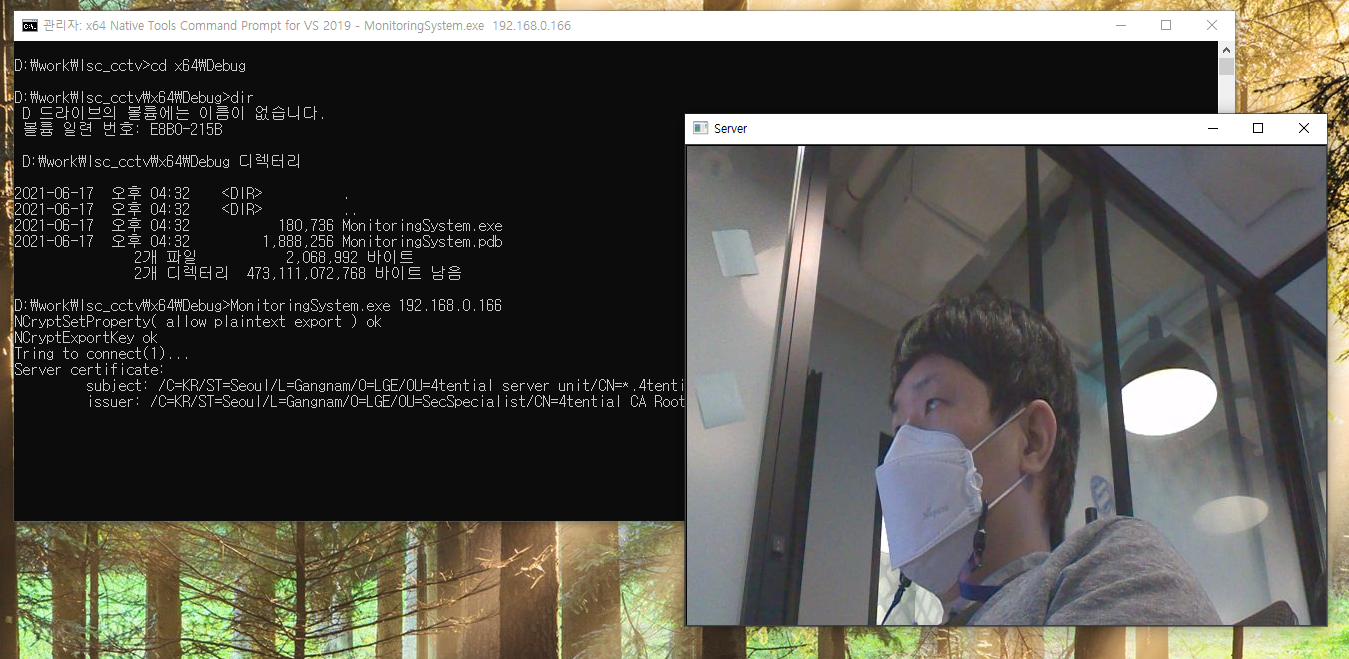 관리자: x64 Native Tools Command Prompt for VS 2019 - MonitoringSystem.exe 192.168.0.166
D:₩work₩lsc_cctv>cd x64₩Debug
D:₩work₩lsc_cctv₩x64₩Debug>dir
D 드라이브의 볼륨에는 이름이 없습니다.
볼륨 일련 번호: E8B0-215B
D:₩work₩lsc_cctv₩x64₩Debug 디렉터리
2021-06-17 오후 04:32 <DIR> .
2021-06-17 오후 04:32 <DIR> ..
2021-06-17 오후 04:32 180,736 MonitoringSystem.exe
2021-06-17 오후 04:32 1,888,256 MonitoringSystem.pdb
2개 파일 2,068,992 바이트
2개 디렉터리 473,111,072,768 바이트 남음
D:₩work₩lsc_cctv₩x64₩Debug>MonitoringSystem.exe 192.168.0.166
NCryptSetProperty( allow plaintext export ) ok
NCryptExportKey ok
Tring to connect(1)...
Server certificate:
subject: /C=KR/ST=Seoul/L=Gangnam/O=LGE/OU=4tential server unit/CN=*.4tenti
issuer: /C=KR/ST=Seoul/L=Gangnam/O=LGE/OU=SecSpecialist/CN=4tential CA Root
Server